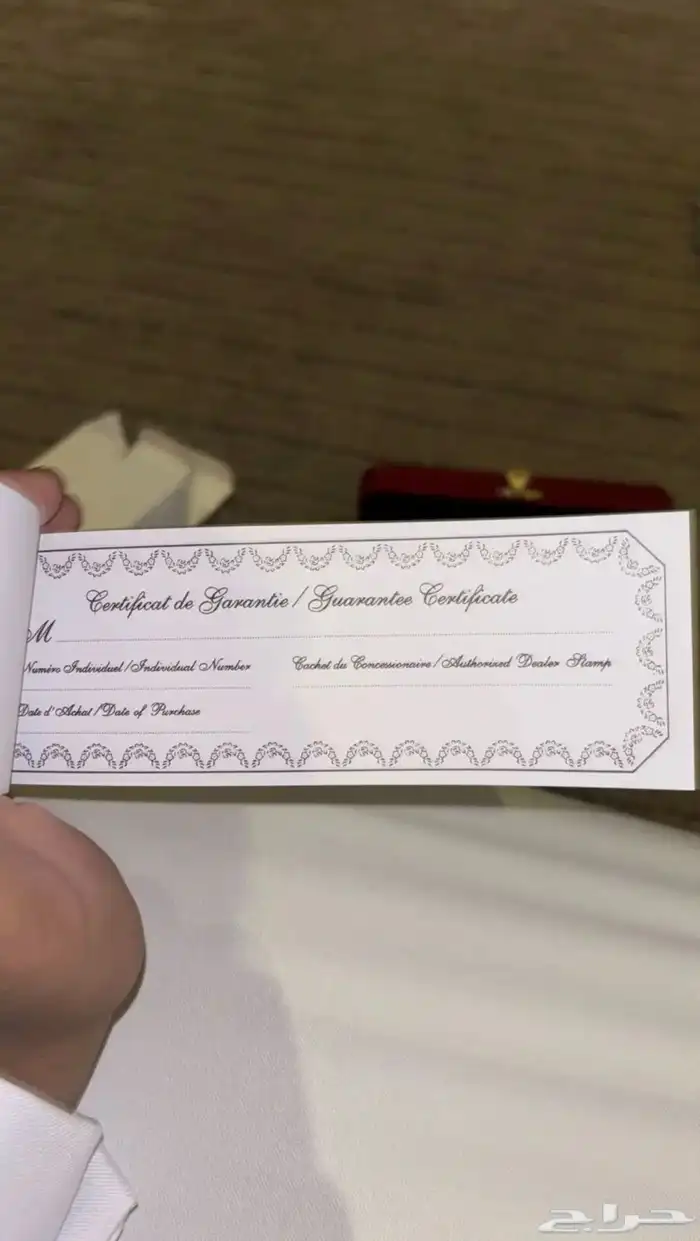 Certificat de Garantie / Guarantee Certificate
M
Numéro Individuel / Individual Number
Cachet du Concessionaire / Authorized Dealer Stamp
Date d'Achat / Date of Purchase
حراج